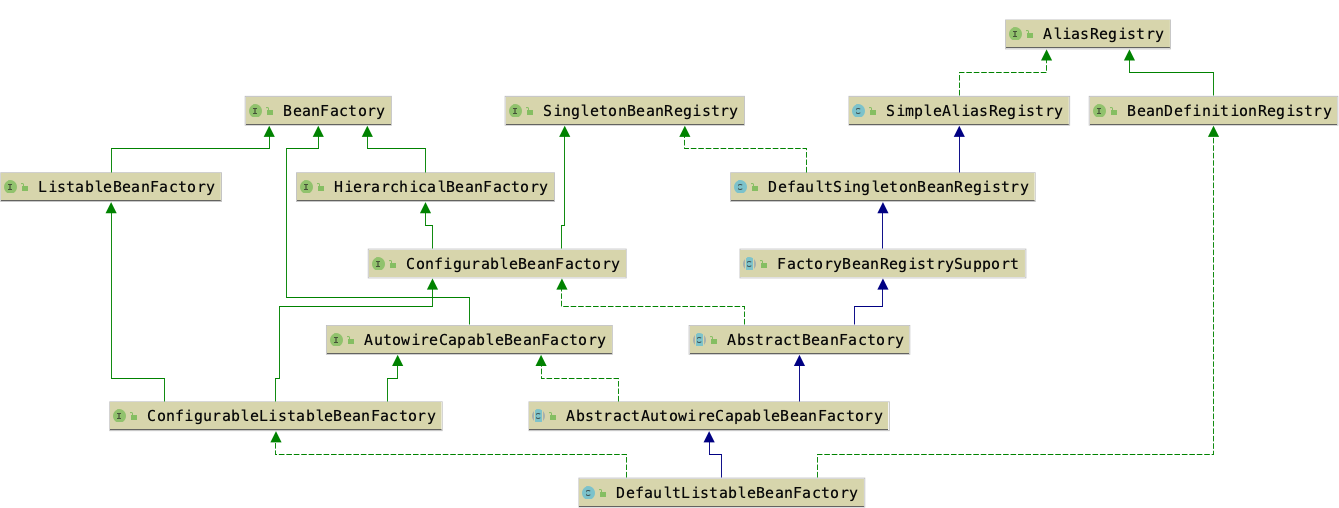 AliasRegistry
BeanFactory
SingletonBeanRegistry
SimpleAliasRegistry
BeanDefinitionRegistry
ListableBeanFactory
HierarchicalBeanFactory
DefaultSingletonBeanRegistry
ConfigurableBeanFactory
FactoryBeanRegistrySupport
AutowireCapableBeanFactory
AbstractBeanFactory
ConfigurableListableBeanFactory
AbstractAutowireCapableBeanFactory
DefaultListableBeanFactory